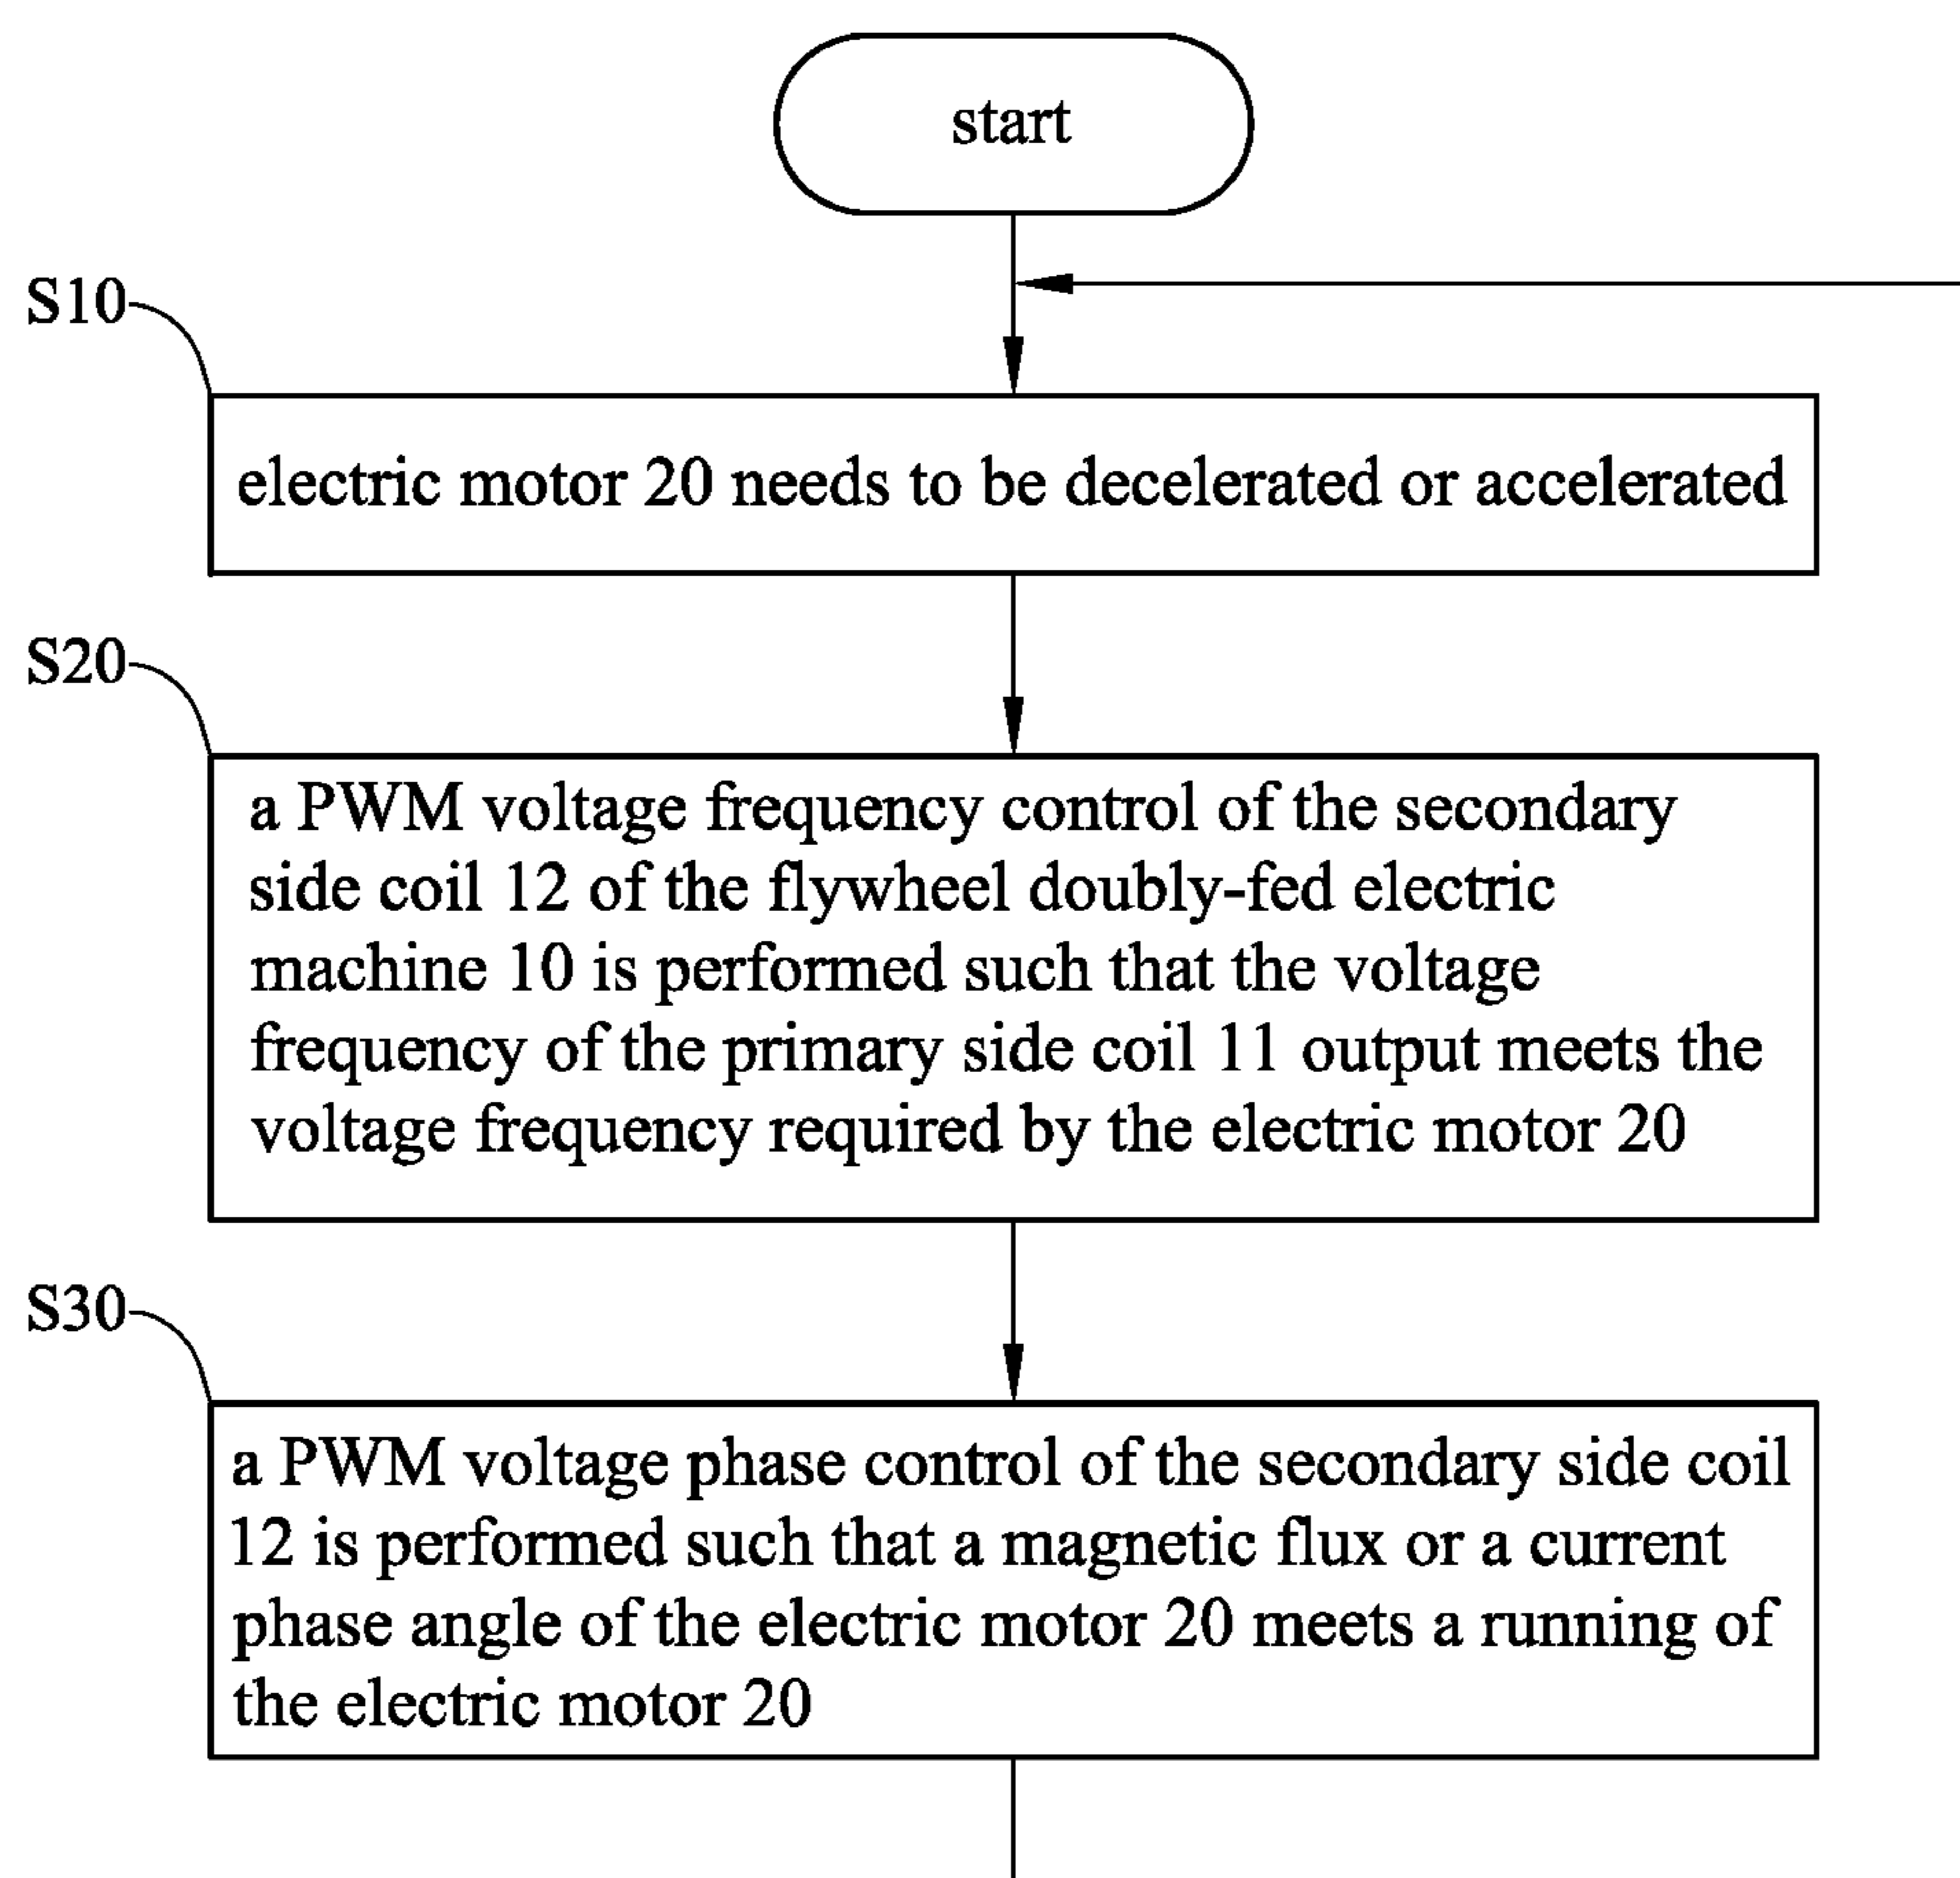 start
S10
electric motor 20 needs to be decelerated or accelerated
S20
a PWM voltage frequency control of the secondary
side coil 12 of the flywheel doubly-fed electric
machine 10 is performed such that the voltage
frequency of the primary side coil 11 output meets the
voltage frequency required by the electric motor 20
S30
a PWM voltage phase control of the secondary side coil
12 is performed such that a magnetic flux or a current
phase angle of the electric motor 20 meets a running of
the electric motor 20